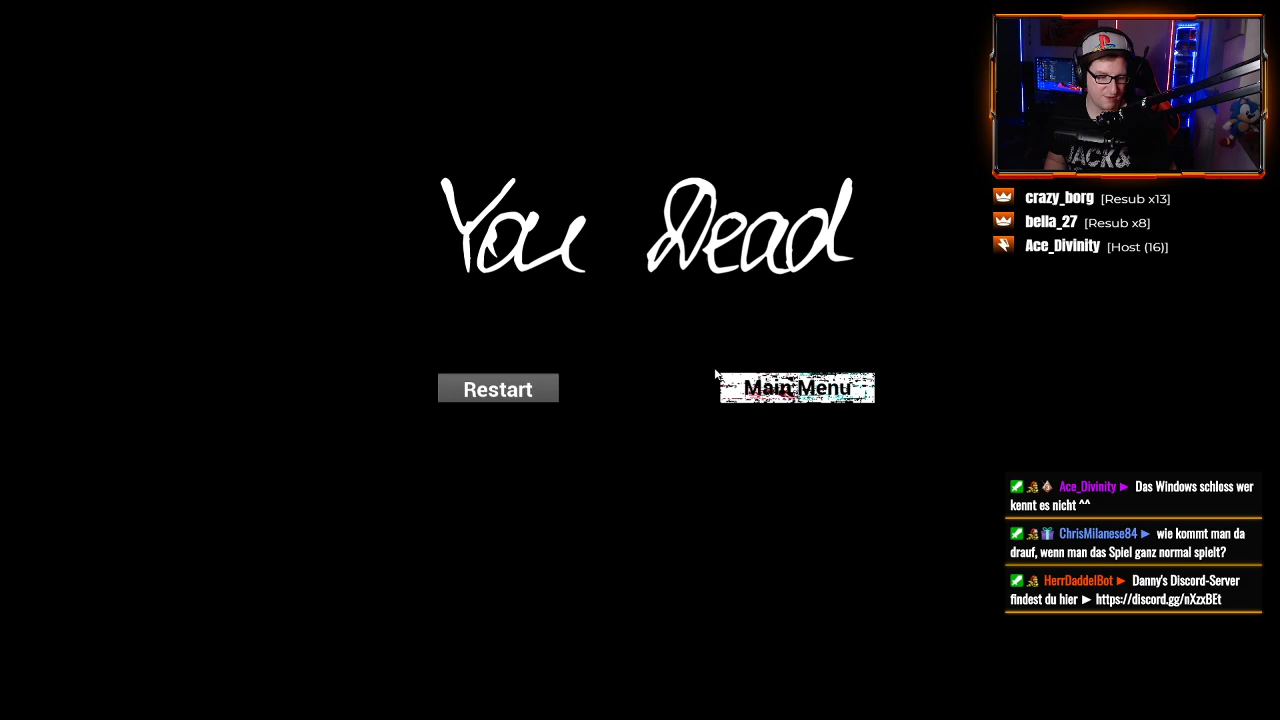 You Dead
Restart
Main Menu
JACK&
crazy_borg [Resub x13]
bella_27 [Resub x8]
Ace_Divinity [Host (16)]
Ace_Divinity ► Das Windows schloss wer
kennt es nicht ^^
ChrisMilanese84 ► wie kommt man da
drauf, wenn man das Spiel ganz normal spielt?
HerrDaddelBot ► Danny's Discord-Server
findest du hier ► https://discord.gg/nXzxBEt